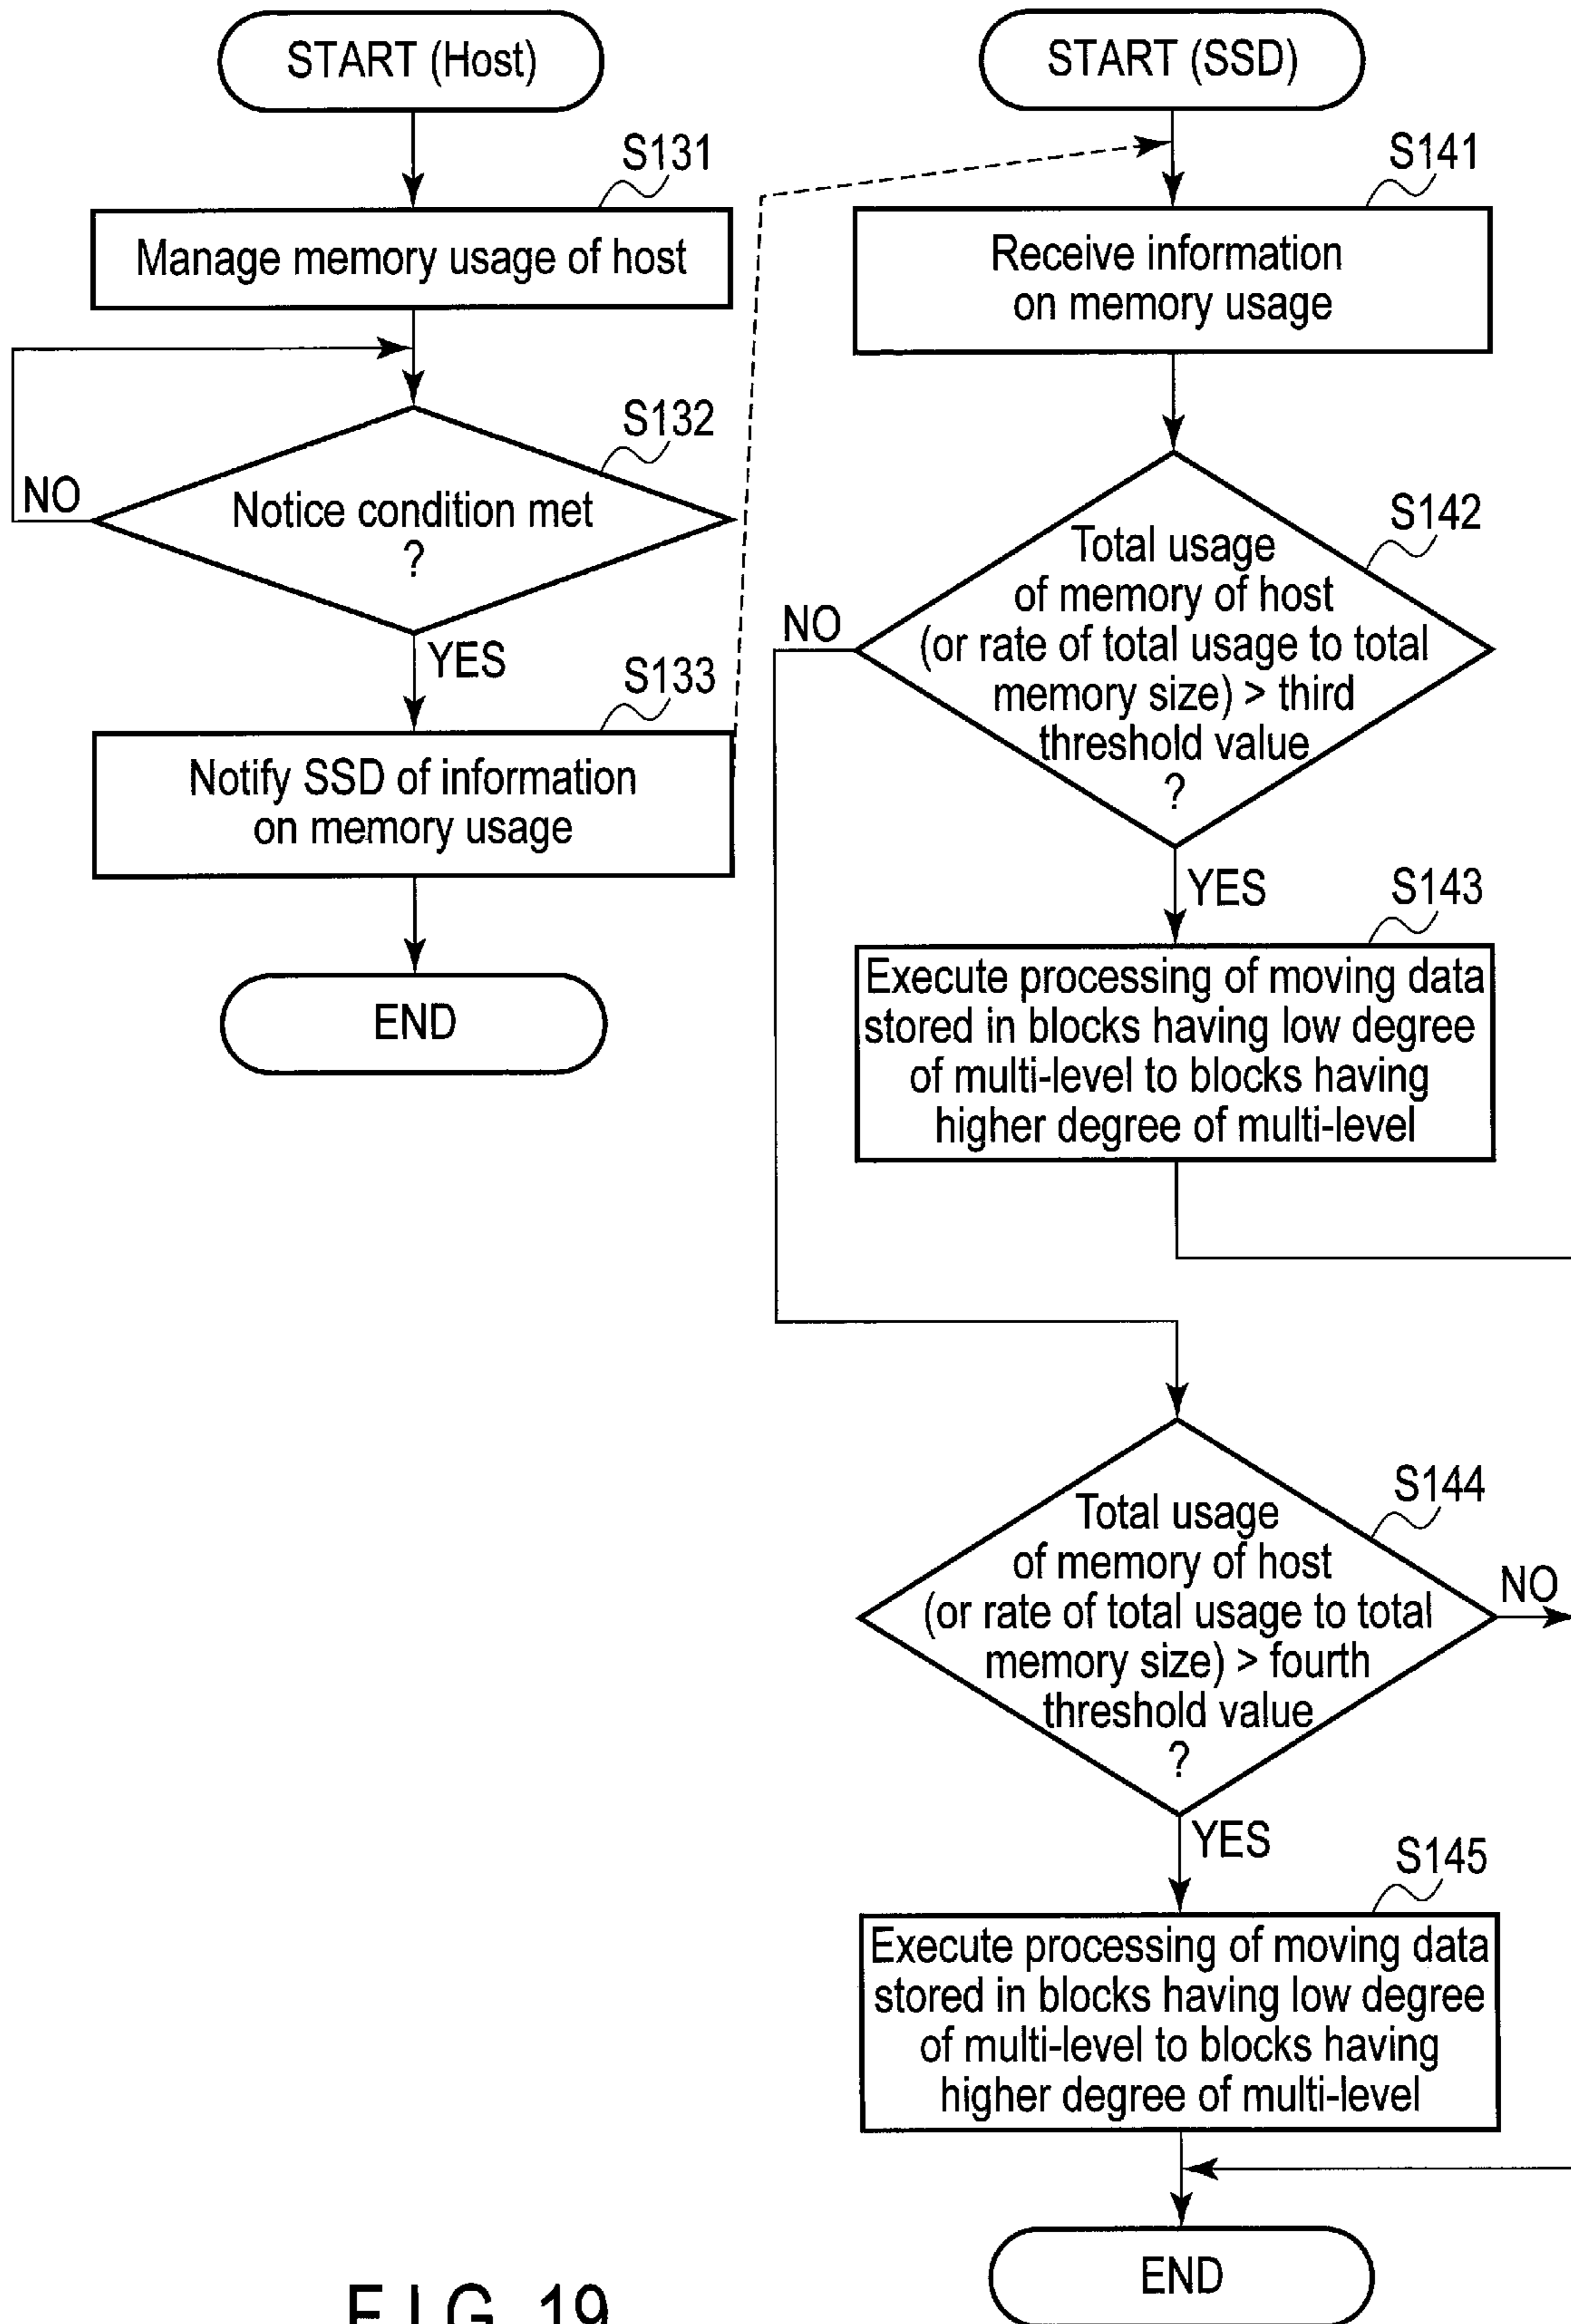 START (Host)
S131
Manage memory usage of host
S132
NO
Notice condition met
?
YES
S133
Notify SSD of information
on memory usage
END
START (SSD)
S141
Receive information
on memory usage
S142
Total usage
of memory of host
(or rate of total usage to total
memory size) > third
threshold value
?
NO
YES
S143
Execute processing of moving data
stored in blocks having low degree
of multi-level to blocks having
higher degree of multi-level
S144
Total usage
of memory of host
(or rate of total usage to total
memory size) > fourth
threshold value
?
NO
YES
S145
Execute processing of moving data
stored in blocks having low degree
of multi-level to blocks having
higher degree of multi-level
END
FIG. 19